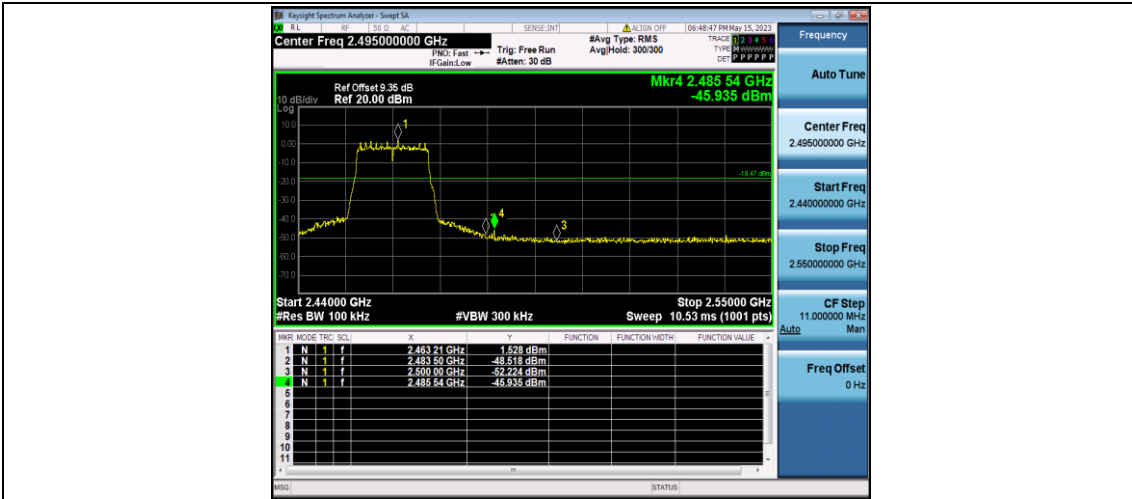 Keysight Spectrum Analyzer - Swept SA
RL RF 50 Ω AC SENSE:INT ALIGN OFF 06:48:47 PM May 15, 2023
Center Freq 2.495000000 GHz
PNO: Fast
IFGain:Low
Trig: Free Run
#Atten: 30 dB
#Avg Type: RMS
Avg|Hold: 300/300
TRACE 1 2 3 4 5 6
TYPE M W W W W W
DET P P P P P P
Ref Offset 9.35 dB
Mkr4 2.485 54 GHz
10 dB/div Ref 20.00 dBm
-45.935 dBm
Log
10.0
0.00
-10.0
-20.0
-30.0
-40.0
-50.0
-60.0
-70.0
1
4
3
-18.47 dBm
Start 2.44000 GHz Stop 2.55000 GHz
#Res BW 100 kHz #VBW 300 kHz Sweep 10.53 ms (1001 pts)
MKR MODE TRC SCL X Y FUNCTION FUNCTION WIDTH FUNCTION VALUE
1 N 1 f 2.463 21 GHz 1.528 dBm
2 N 1 f 2.483 50 GHz -48.518 dBm
3 N 1 f 2.500 00 GHz -52.224 dBm
4 N 1 f 2.485 54 GHz -45.935 dBm
5
6
7
8
9
10
11
MSG STATUS
Frequency
Auto Tune
Center Freq
2.495000000 GHz
Start Freq
2.440000000 GHz
Stop Freq
2.550000000 GHz
CF Step
11.000000 MHz
Auto Man
Freq Offset
0 Hz